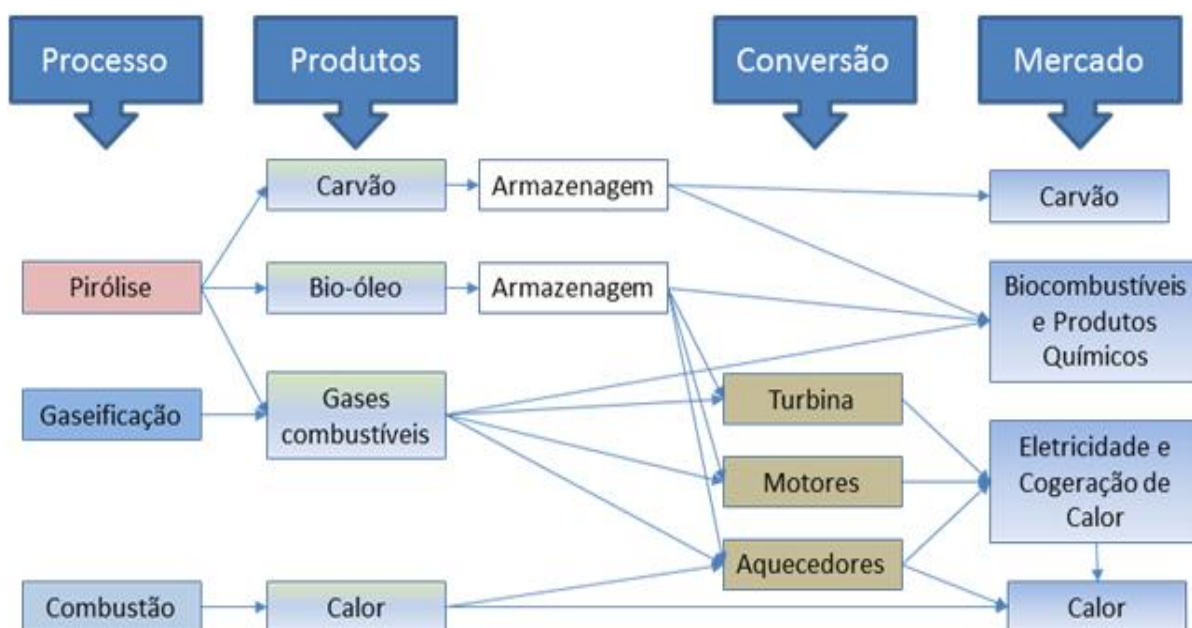 Processo
Produtos
Conversão
Mercado
Carvão
Armazenagem
Carvão
Pirólise
Bio-óleo
Armazenagem
Biocombustíveis
e Produtos
Químicos
Gaseificação
Gases
combustíveis
Turbina
Motores
Eletricidade e
Cogeração de
Calor
Aquecedores
Combustão
Calor
Calor